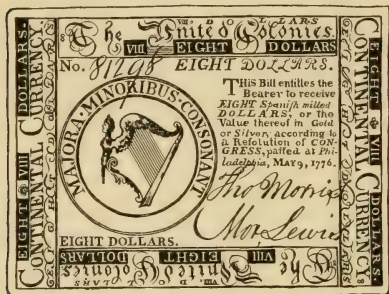 VIII DOLLARS
The United Colonies
VIII EIGHT DOLLARS
No. 81298 EIGHT DOLLARS.
THis Bill entitles the
Bearer to receive
EIGHT Spanish milled
DOLLARS, or the
Value thereof in Gold
or Silver, according to
a Resolution of CON-
GRESS, passed at Phi-
ladelphia, MAY 9, 1776.
MAJORA · MINORIBUS · CONSONANT
Tho Morris
Mor. Lewis
EIGHT DOLLARS.
EIGHT VIII DOLLARS.
CONTINENTAL CURRENCY
CONTINENTAL CURRENCY
VIII EIGHT DOLLARS
The United Colonies